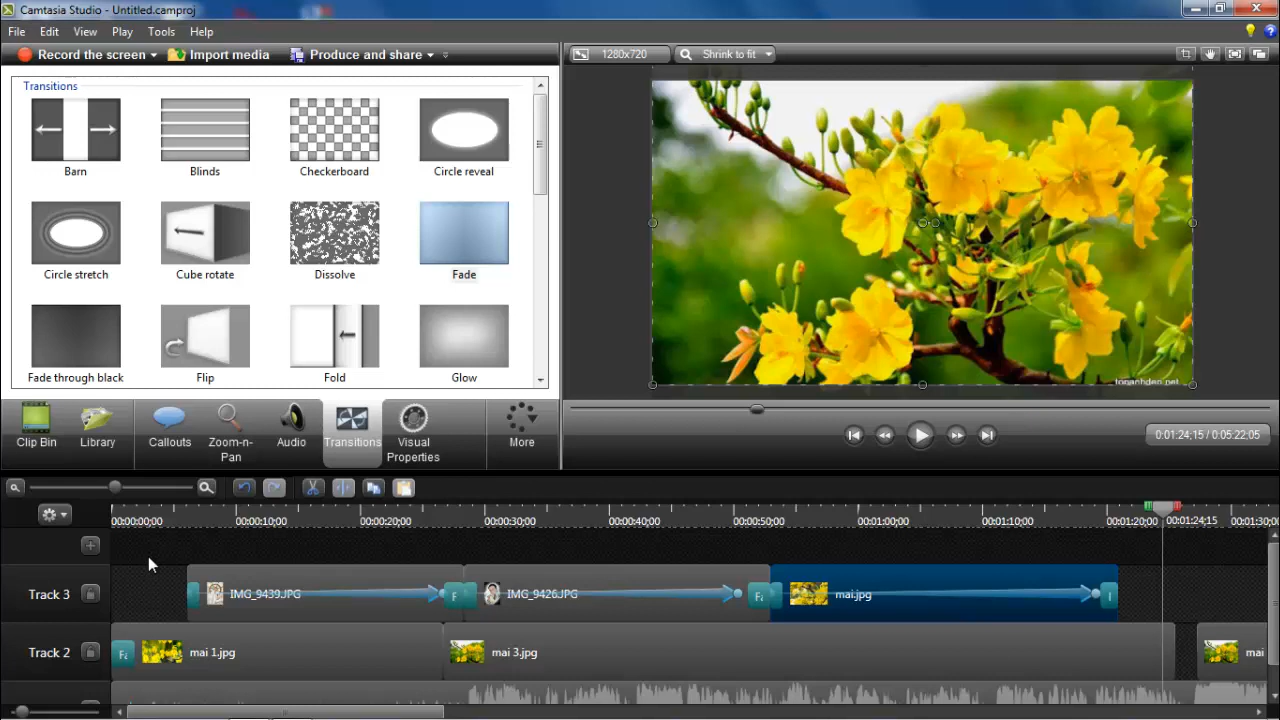 Camtasia Studio - Untitled.camproj
File Edit View Play Tools Help
Record the screen Import media Produce and share
1280x720 Shrink to fit
Transitions
Barn Blinds Checkerboard Circle reveal
Circle stretch Cube rotate Dissolve Fade
Fade through black Flip Fold Glow
Clip Bin Library Callouts Zoom-n-Pan Audio Transitions Visual Properties More
0:01:24;15 / 0:05:22;05
00:00:00;00 00:00:10;00 00:00:20;00 00:00:30;00 00:00:40;00 00:00:50;00 00:01:00;00 00:01:10;00 00:01:20;00 00:01:24;15 00:01:30;00
Track 3 IMG_9439.JPG F IMG_9426.JPG Fa mai.jpg
Track 2 Fa mai 1.jpg mai 3.jpg mai